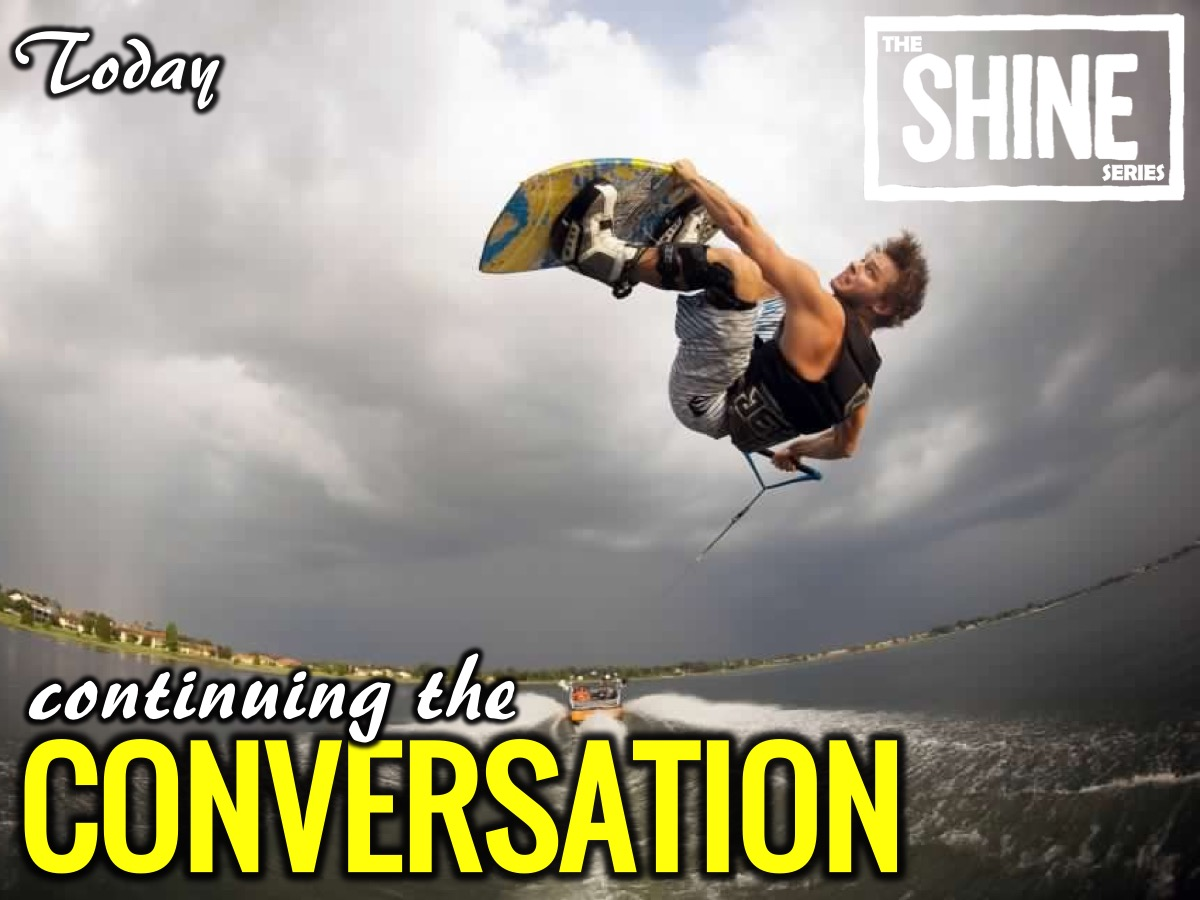 Today
THE
SHINE
SERIES
continuing the
CONVERSATION